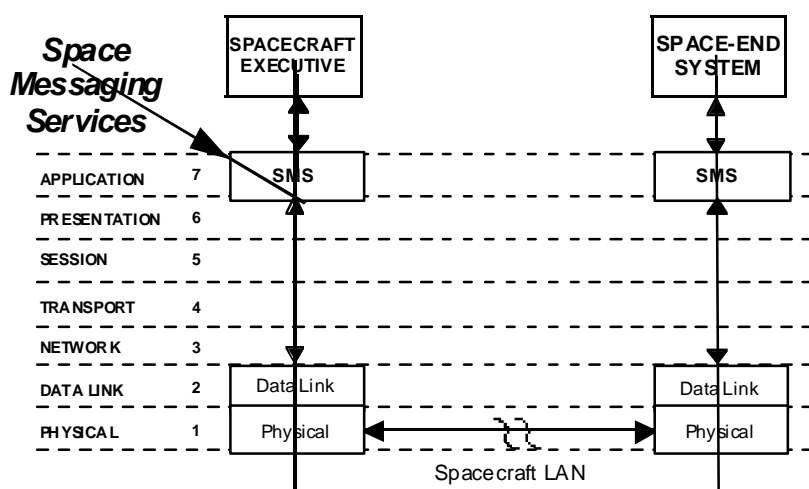 Space
Messaging
Services
SPACECRAFT
EXECUTIVE
SPACE-END
SYSTEM
APPLICATION 7 SMS SMS
PRESENTATION 6
SESSION 5
TRANSPORT 4
NETWORK 3
DATA LINK 2 Data Link Data Link
PHYSICAL 1 Physical Physical
Spacecraft LAN